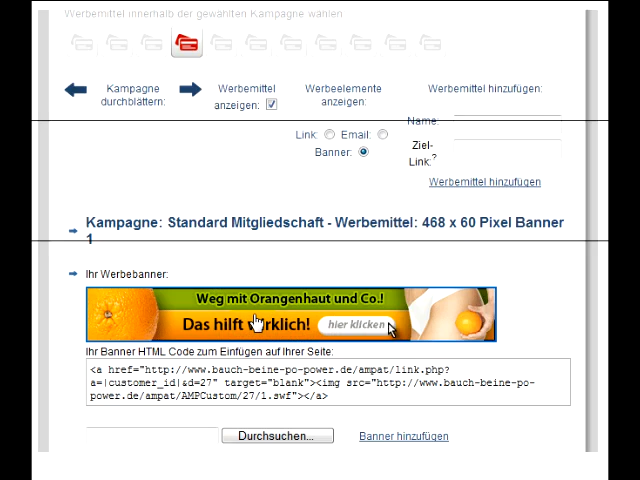 Werbemittel innerhalb der gewählten Kampagne wählen
Kampagne durchblättern:
Werbemittel anzeigen:
Werbeelemente anzeigen:
Werbemittel hinzufügen:
Name:
Link: Email:
Banner:
Ziel-
Link:?
Werbemittel hinzufügen
Kampagne: Standard Mitgliedschaft - Werbemittel: 468 x 60 Pixel Banner
1
Ihr Werbebanner:
Weg mit Orangenhaut und Co.!
Das hilft wirklich! hier klicken
Ihr Banner HTML Code zum Einfügen auf Ihrer Seite:
<a href="http://www.bauch-beine-po-power.de/ampat/link.php?
a=|customer_id|&d=27" target="blank"><img src="http://www.bauch-beine-po-
power.de/ampat/AMPCustom/27/1.swf"></a>
Durchsuchen... Banner hinzufügen